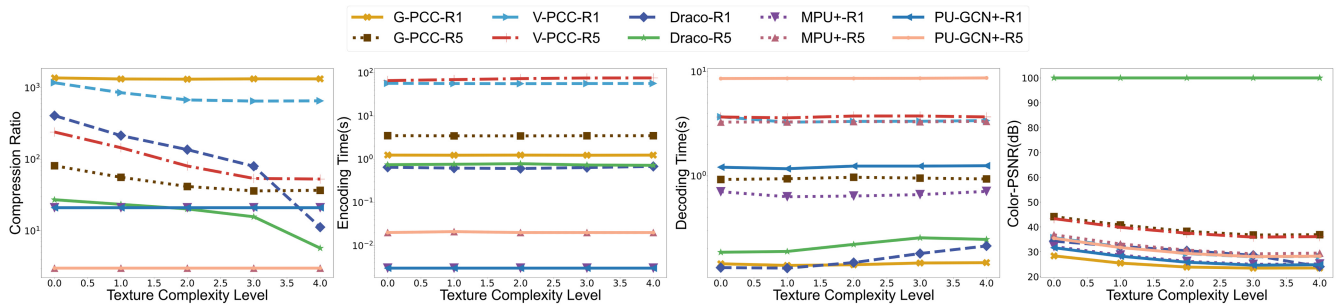 G-PCC-R1 V-PCC-R1 Draco-R1 MPU+-R1 PU-GCN+-R1
G-PCC-R5 V-PCC-R5 Draco-R5 MPU+-R5 PU-GCN+-R5
Compression Ratio
10³
10²
10¹
0.0 0.5 1.0 1.5 2.0 2.5 3.0 3.5 4.0
Texture Complexity Level
Encoding Time(s)
10²
10¹
10⁰
10⁻¹
10⁻²
0.0 0.5 1.0 1.5 2.0 2.5 3.0 3.5 4.0
Texture Complexity Level
Decoding Time(s)
10¹
10⁰
0.0 0.5 1.0 1.5 2.0 2.5 3.0 3.5 4.0
Texture Complexity Level
Color-PSNR(dB)
100
90
80
70
60
50
40
30
20
0.0 0.5 1.0 1.5 2.0 2.5 3.0 3.5 4.0
Texture Complexity Level